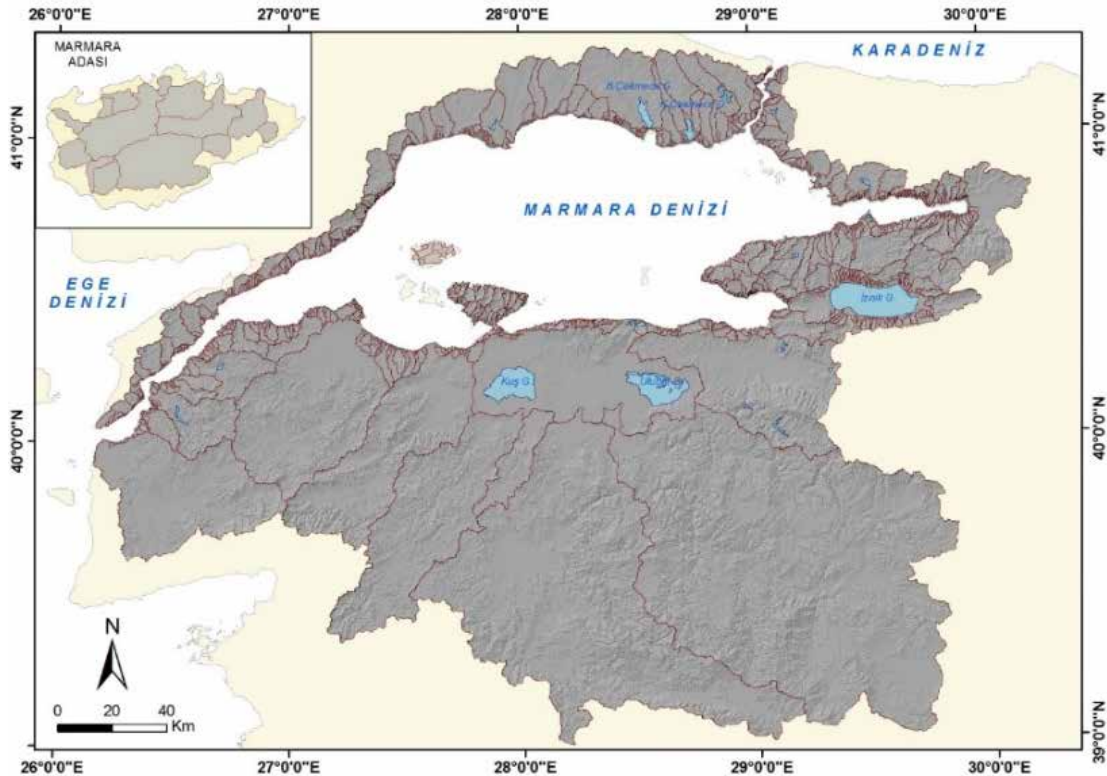 26°0'0"E
27°0'0"E
28°0'0"E
29°0'0"E
30°0'0"E
MARMARA
ADASI
KARADENİZ
41°0'0"N
41°0'0"N
MARMARA DENİZİ
EGE
DENİZİ
İznik G.
Kuş G.
40°0'0"N
40°0'0"N
N
0 20 40
Km
39°0'0"N
26°0'0"E
27°0'0"E
28°0'0"E
29°0'0"E
30°0'0"E